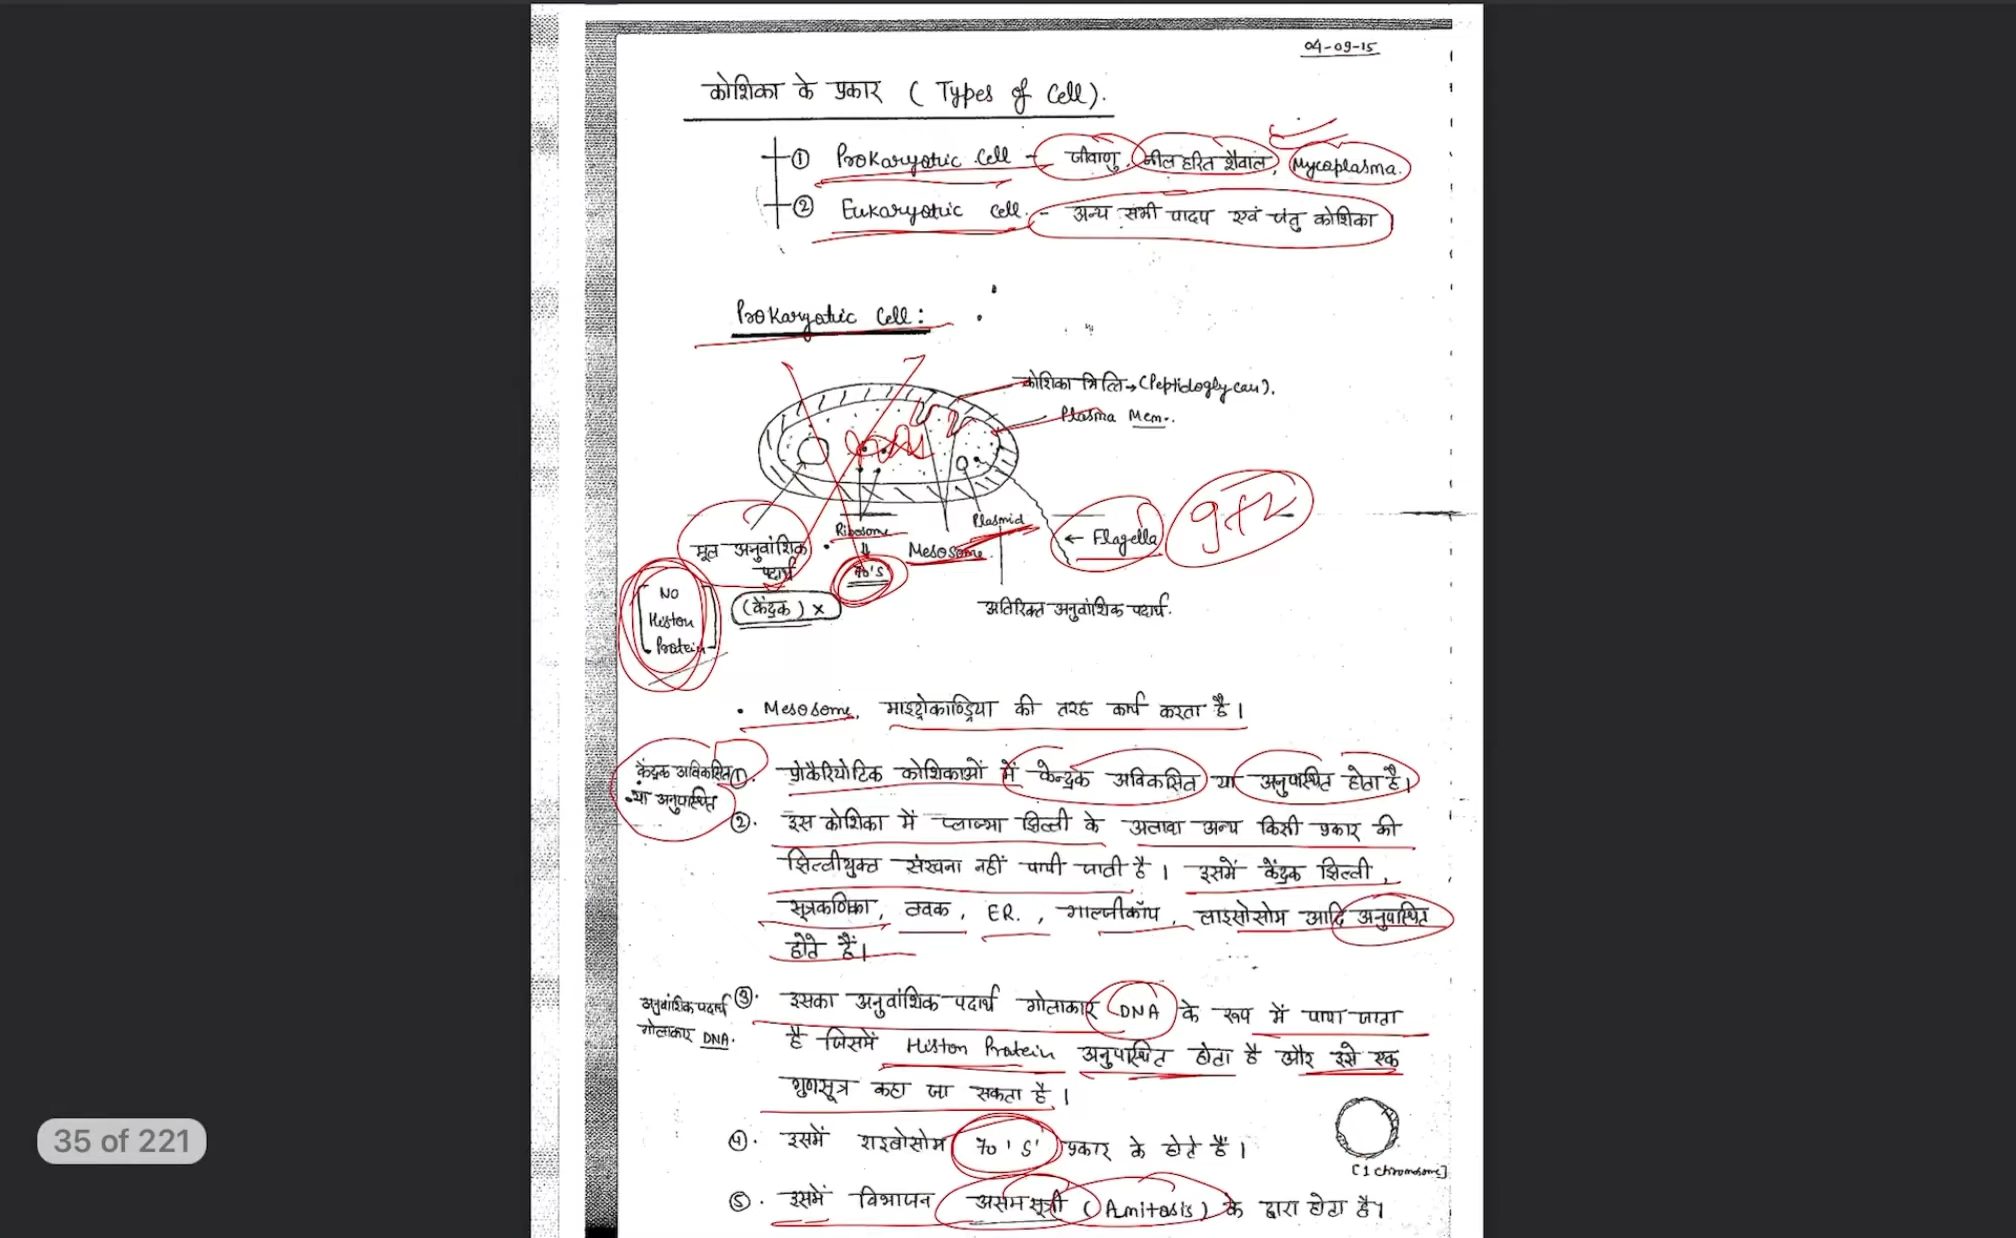 04-09-15
कोशिका के प्रकार ( Types of Cell).
① Prokaryotic Cell - जीवाणु, नील हरित शैवाल, Mycoplasma.
② Eukaryotic Cell. - अन्य सभी पादप एवं जंतु कोशिका
Prokaryotic Cell:
कोशिका भित्ति→(Peptidoglycan).
Plasma Mem-.
Plasmid
← Flagella
9+2
Ribosome
Mesosome.
मूल अनुवांशिक
पदार्थ
70'S
(केंद्रक) x
NO
Histon
Protein
अतिरिक्त अनुवांशिक पदार्थ.
• Mesosome, माइट्रोकाण्ड्रिया की तरह कार्य करता है।
केंद्रक अविकसित
या अनुपास्थित
①. प्रोकैरियोटिक कोशिकाओं में केन्द्रक अविकसित या अनुपास्थित होता है।
②. इस कोशिका में प्लाज्मा झिल्ली के अलावा अन्य किसी प्रकार की
झिल्लीयुक्त संरचना नहीं पायी जाती है। इसमें केंद्रक झिल्ली,
सूत्रकणिका, लवक, ER., गाल्जीकॉय, लाइसोसोम आदि अनुपास्थित
होते हैं।
अनुवांशिक पदार्थ
गोलाकार DNA.
③. इसका अनुवांशिक पदार्थ गोलाकार DNA के रूप में पाया जाता
है जिसमें Histon Protein अनुपास्थित होता है और इसे एक
गुणसूत्र कहा जा सकता है।
④. इसमें राइबोसोम 70'S' प्रकार के होते हैं।
[1 chromosome]
⑤. इसमें विभाजन असमसूत्री (Amitosis) के द्वारा होता है।
35 of 221